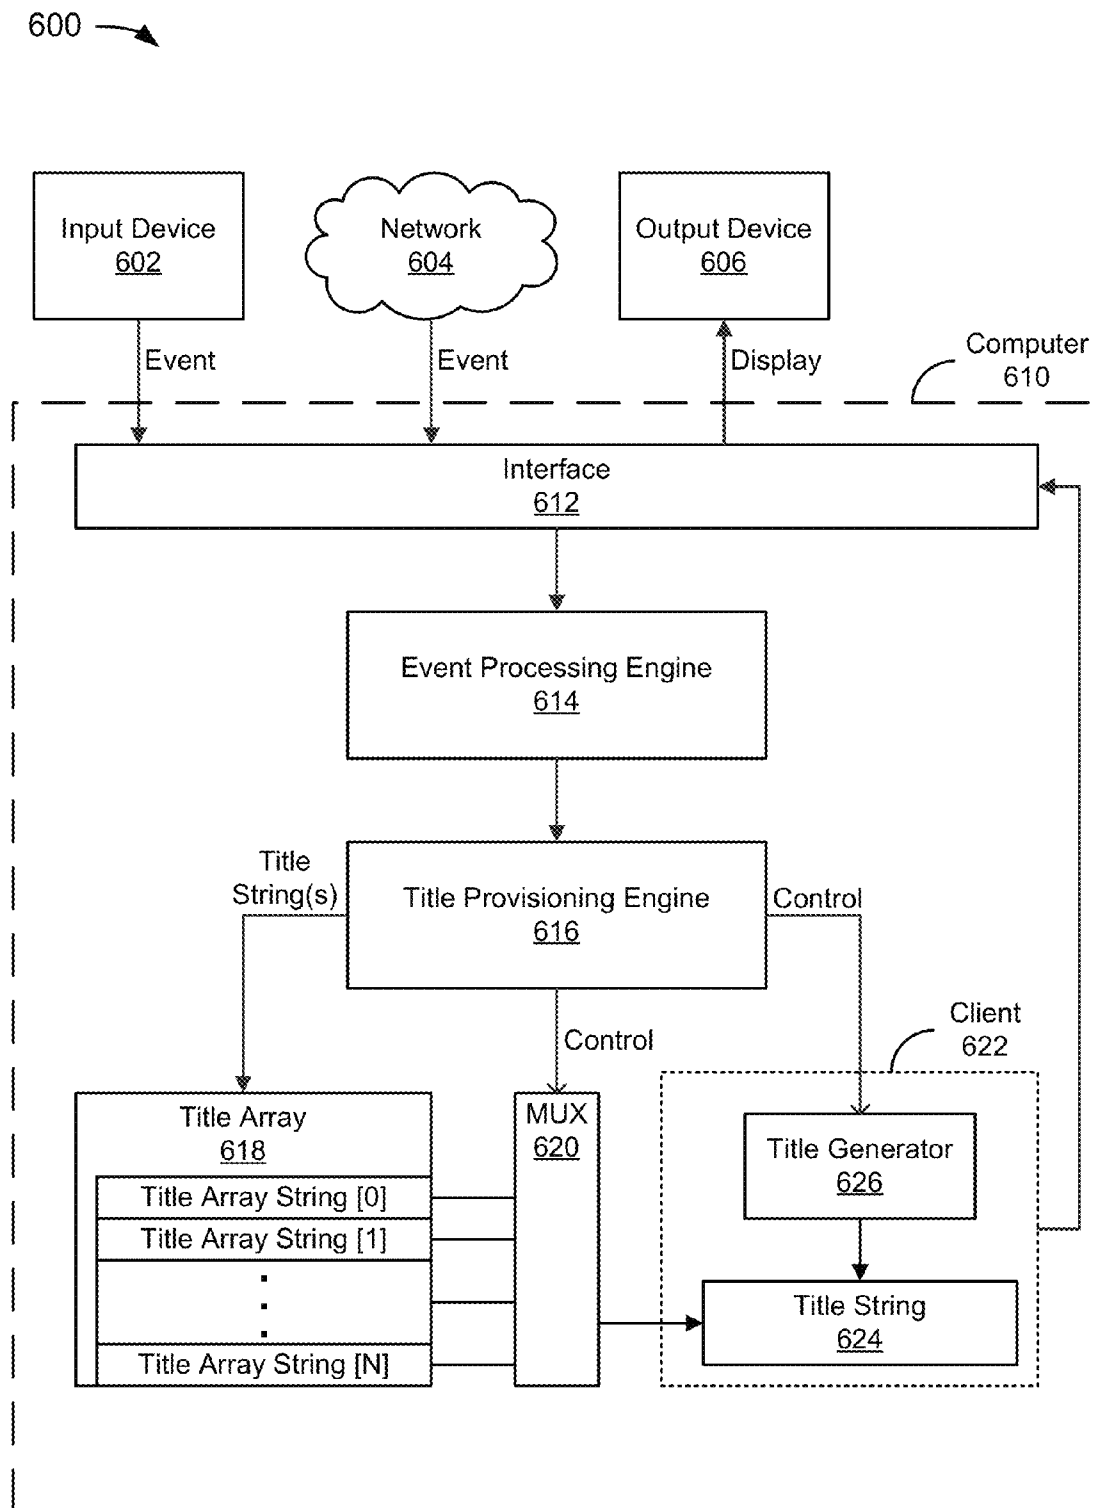 600
Input Device
602
Network
604
Output Device
606
Event
Event
Display
Computer
610
Interface
612
Event Processing Engine
614
Title
String(s)
Title Provisioning Engine
616
Control
Control
Client
622
Title Array
618
MUX
620
Title Generator
626
Title Array String [0]
Title Array String [1]
Title String
624
Title Array String [N]